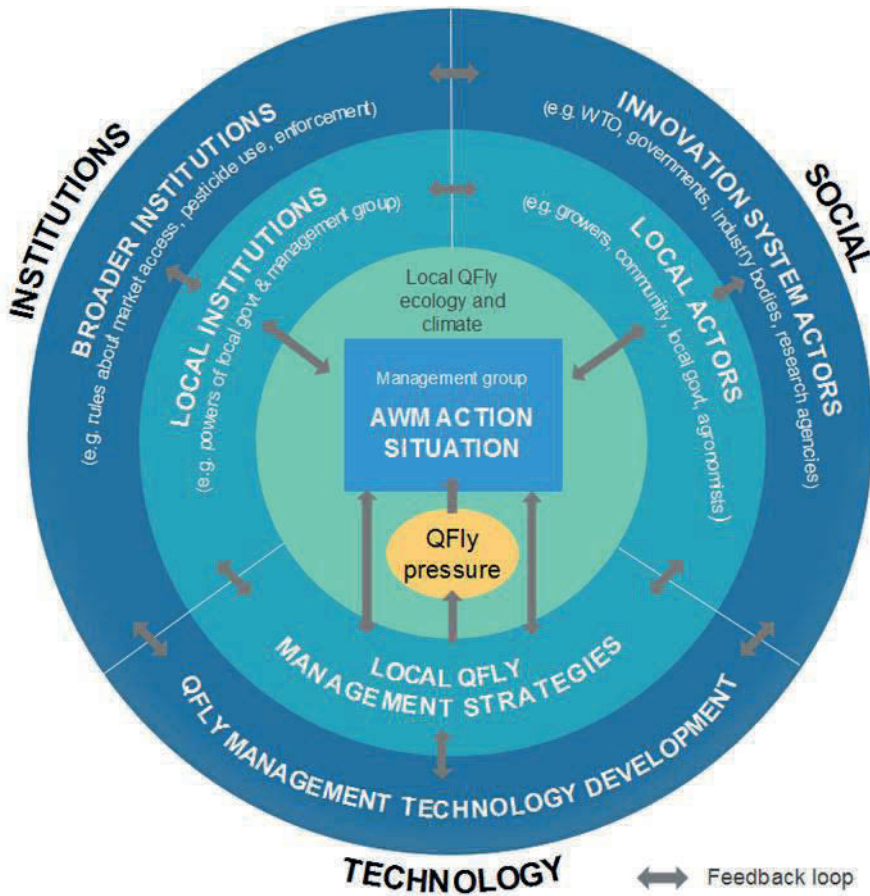 INSTITUTIONS
BROADER INSTITUTIONS
(e.g. rules about market access, pesticide use, enforcement)
LOCAL INSTITUTIONS
(e.g. powers of local govt & management group)
SOCIAL
INNOVATION SYSTEM ACTORS
(e.g. WTO, governments, industry bodies, research agencies)
LOCAL ACTORS
(e.g. growers, community, local govt, agronomists)
Local QFly
ecology and
climate
Management group
AWM ACTION
SITUATION
QFly
pressure
LOCAL QFLY
MANAGEMENT STRATEGIES
QFLY MANAGEMENT TECHNOLOGY DEVELOPMENT
TECHNOLOGY
Feedback loop